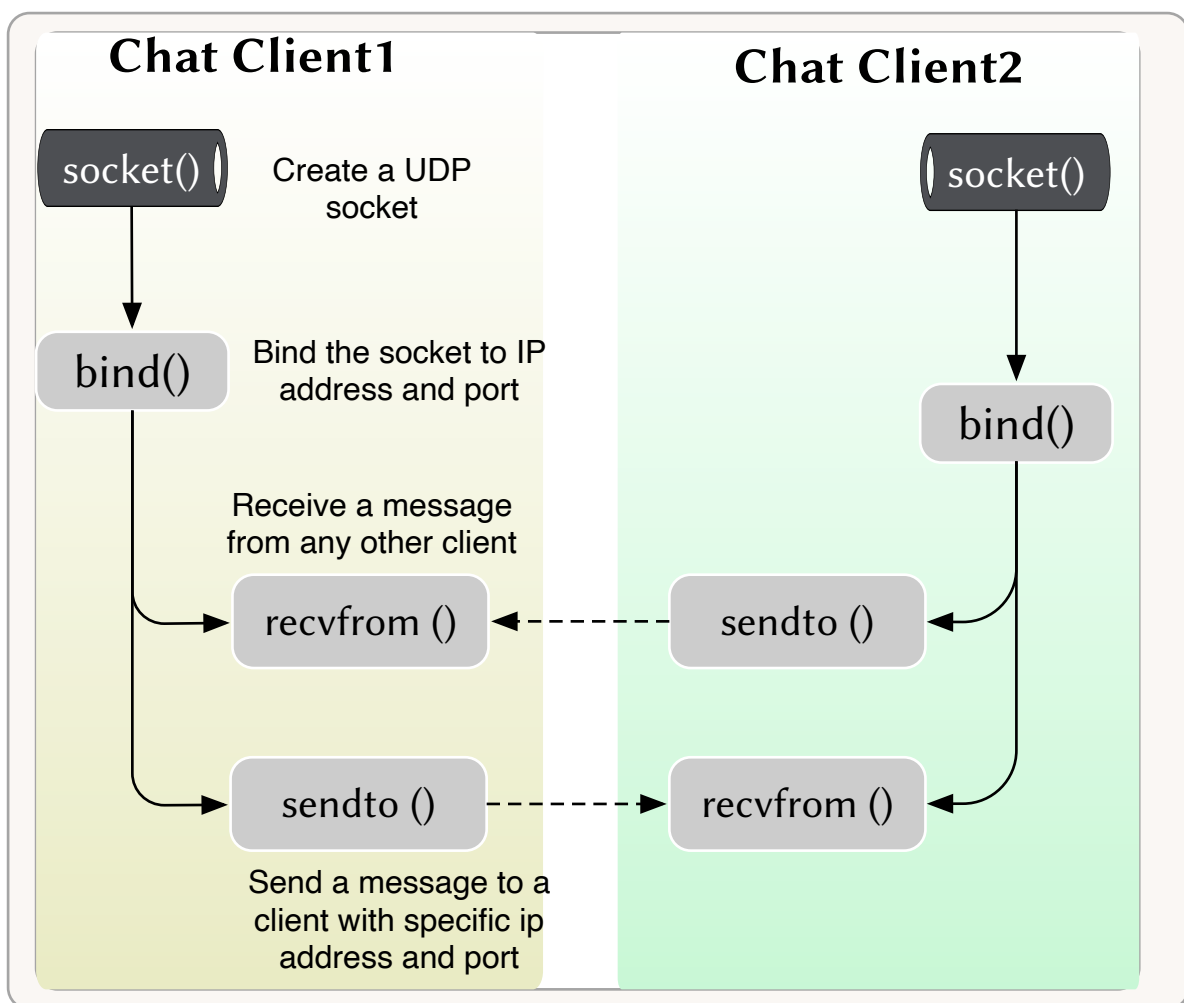 Chat Client1
Chat Client2
socket()
Create a UDP
socket
socket()
bind()
Bind the socket to IP
address and port
bind()
Receive a message
from any other client
recvfrom ()
sendto ()
sendto ()
recvfrom ()
Send a message to a
client with specific ip
address and port